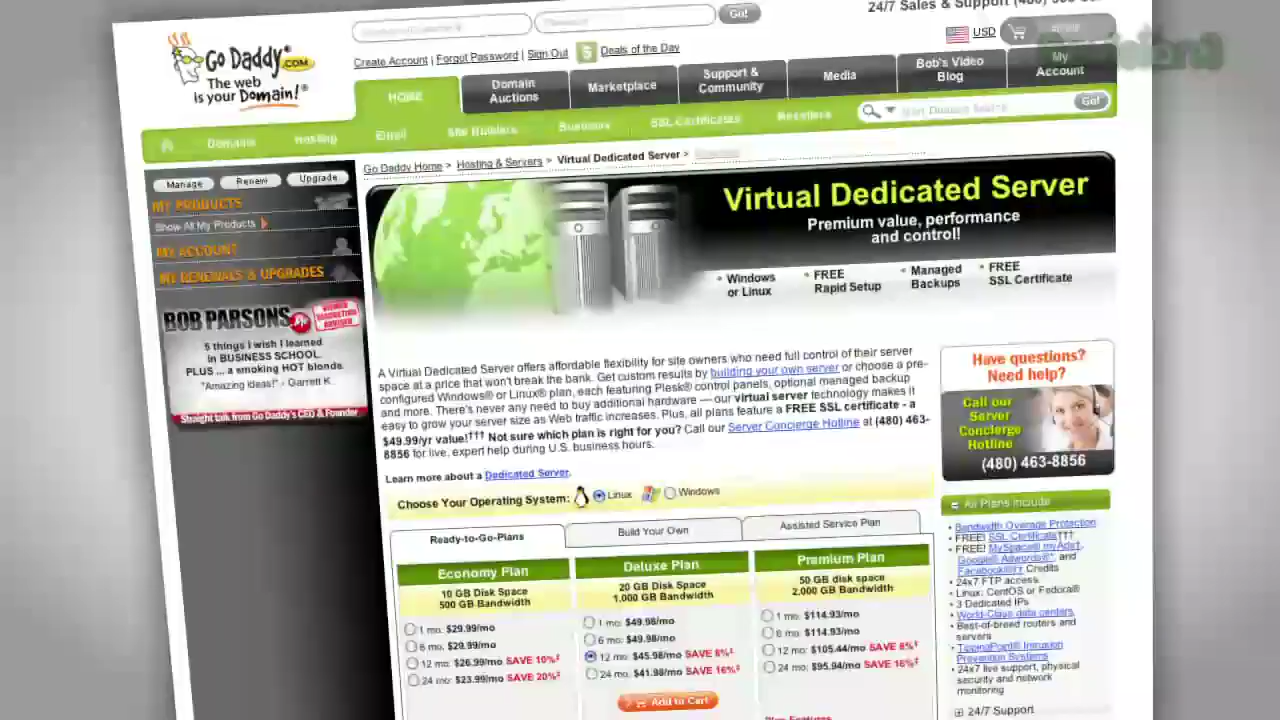 24/7 Sales & Support (480)
Go!
Go Daddy.COM
The web
is your Domain!
Create Account | Forgot Password | Sign Out
$ Deals of the Day
USD
HOME
Domain
Auctions
Marketplace
Support &
Community
Media
Bob's Video
Blog
My
Account
Domains
Hosting
Email
Site Builders
Business
SSL Certificates
Resellers
Start Domain Search
Go!
Manage
Renew
Upgrade
MY PRODUCTS
Show All My Products
MY ACCOUNT
MY RENEWALS & UPGRADES
BOB PARSONS
5 things I wish I learned
in BUSINESS SCHOOL.
PLUS ... a smoking HOT blonde.
"Amazing ideas!" - Garrett K.
Straight talk from Go Daddy's CEO & Founder
Go Daddy Home > Hosting & Servers > Virtual Dedicated Server >
Virtual Dedicated Server
Premium value, performance
and control!
• Windows
or Linux
• FREE
Rapid Setup
• Managed
Backups
• FREE
SSL Certificate
A Virtual Dedicated Server offers affordable flexibility for site owners who need full control of their server
space at a price that won't break the bank. Get custom results by building your own server or choose a pre-
configured Windows® or Linux® plan, each featuring Plesk® control panels, optional managed backup
and more. There's never any need to buy additional hardware — our virtual server technology makes it
easy to grow your server size as Web traffic increases. Plus, all plans feature a FREE SSL certificate - a
$49.99/yr value!††† Not sure which plan is right for you? Call our Server Concierge Hotline at (480) 463-
8856 for live, expert help during U.S. business hours.
Learn more about a Dedicated Server.
Choose Your Operating System: Linux Windows
Ready-to-Go-Plans
Build Your Own
Assisted Service Plan
Economy Plan
10 GB Disk Space
500 GB Bandwidth
1 mo: $29.99/mo
6 mo: $29.99/mo
12 mo: $26.99/mo SAVE 10%‡
24 mo: $23.99/mo SAVE 20%‡
Deluxe Plan
20 GB Disk Space
1,000 GB Bandwidth
1 mo: $49.98/mo
6 mo: $49.98/mo
12 mo: $45.98/mo SAVE 8%‡
24 mo: $41.98/mo SAVE 16%‡
Add to Cart
Premium Plan
50 GB disk space
2,000 GB Bandwidth
1 mo: $114.93/mo
6 mo: $114.93/mo
12 mo: $105.44/mo SAVE 8%‡
24 mo: $95.94/mo SAVE 16%‡
Plan Features
Have questions?
Need help?
Call our
Server
Concierge
Hotline
(480) 463-8856
All Plans Include
• Bandwidth Overage Protection
• FREE! SSL Certificate†††
• FREE! MySpace® myAds†,
Google® Adwords®*, and
Facebook®†† Credits
• 24x7 FTP access
• Linux: CentOS or Fedora®
• 3 Dedicated IPs
• World-Class data centers
• Best-of-breed routers and
servers
• TippingPoint® Intrusion
Prevention Systems
• 24x7 live support, physical
security and network
monitoring
24/7 Support